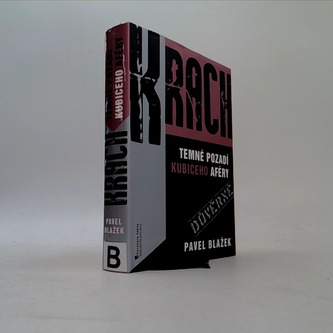 KRACH
TEMNÉ POZADÍ
KUBICEHO AFÉRY
DŮVĚRNÉ
PAVEL BLAŽEK
KUBICEHO AFÉRY
KRACH
PAVEL
BLAŽEK
B